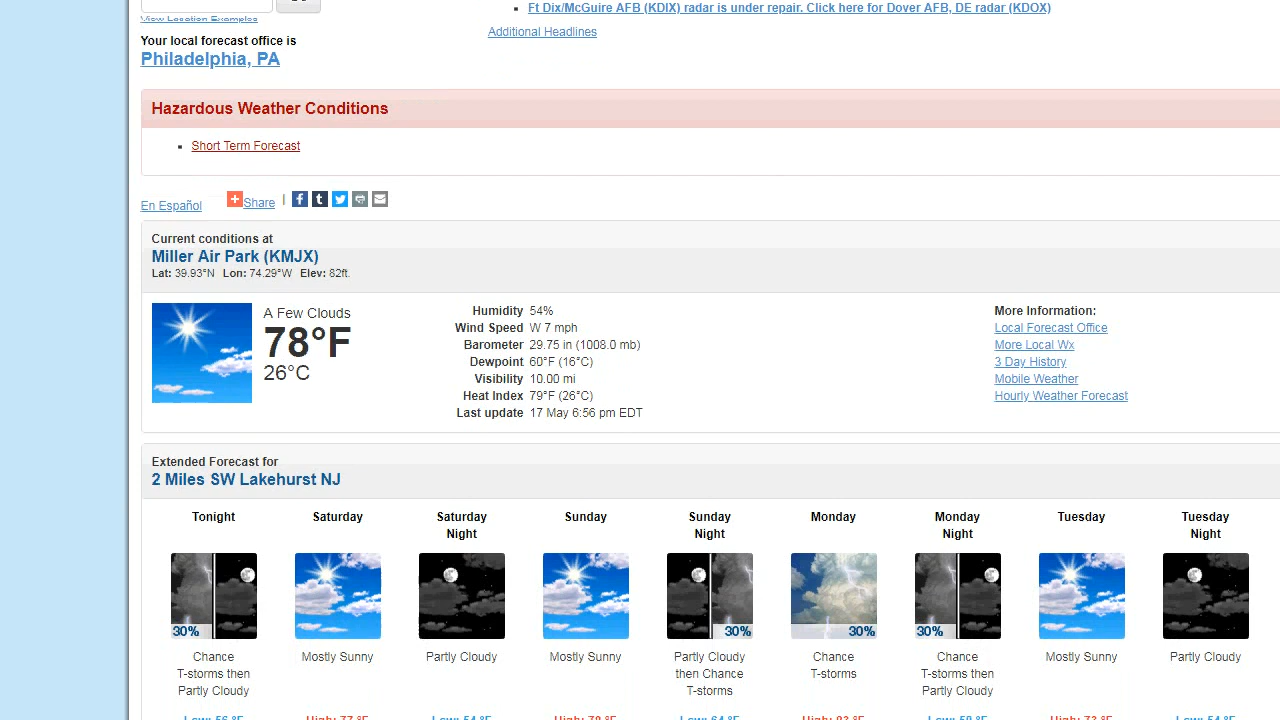 View Location Examples
Ft Dix/McGuire AFB (KDIX) radar is under repair. Click here for Dover AFB, DE radar (KDOX)
Additional Headlines
Your local forecast office is
Philadelphia, PA
Hazardous Weather Conditions
Short Term Forecast
En Español
Share |
Current conditions at
Miller Air Park (KMJX)
Lat: 39.93°N Lon: 74.29°W Elev: 82ft.
A Few Clouds
78°F
26°C
Humidity 54%
Wind Speed W 7 mph
Barometer 29.75 in (1008.0 mb)
Dewpoint 60°F (16°C)
Visibility 10.00 mi
Heat Index 79°F (26°C)
Last update 17 May 6:56 pm EDT
More Information:
Local Forecast Office
More Local Wx
3 Day History
Mobile Weather
Hourly Weather Forecast
Extended Forecast for
2 Miles SW Lakehurst NJ
Tonight
30%
Chance
T-storms then
Partly Cloudy
Saturday
Mostly Sunny
Saturday
Night
Partly Cloudy
Sunday
Mostly Sunny
Sunday
Night
30%
Partly Cloudy
then Chance
T-storms
Monday
30%
Chance
T-storms
Monday
Night
30%
Chance
T-storms then
Partly Cloudy
Tuesday
Mostly Sunny
Tuesday
Night
Partly Cloudy